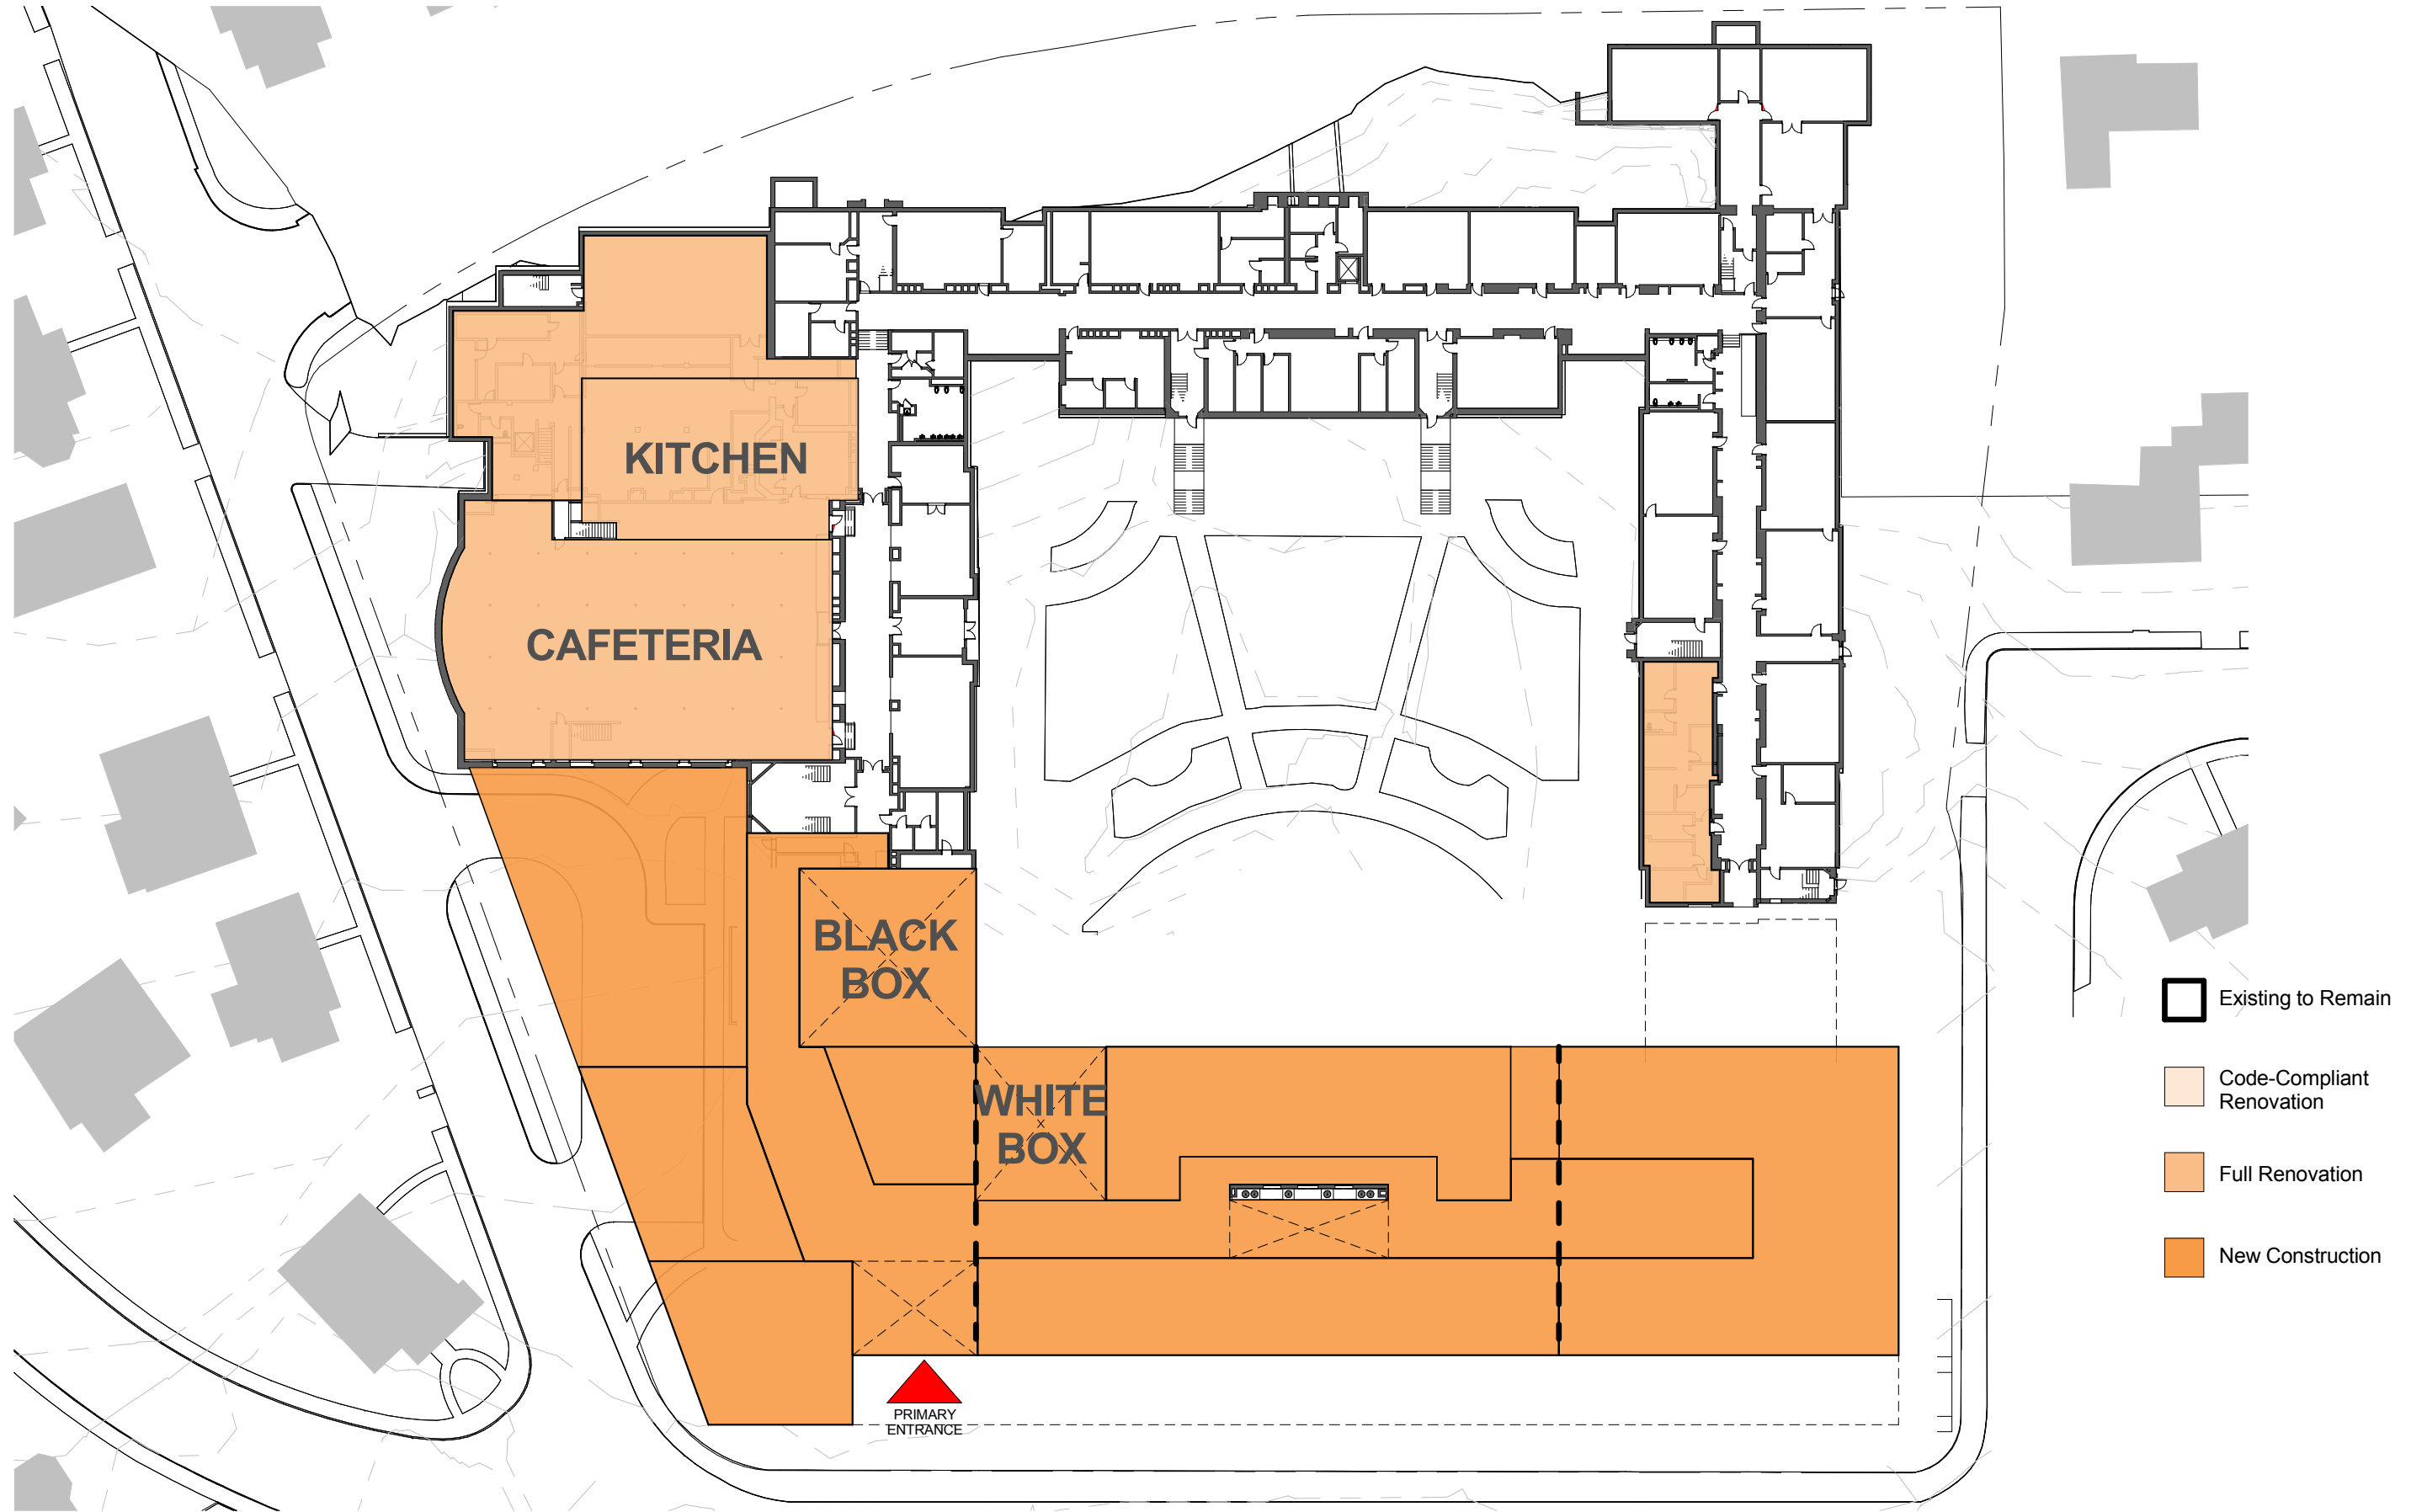 KITCHEN
CAFETERIA
BLACK
BOX
WHITE
BOX
PRIMARY
ENTRANCE
Existing to Remain
Code-Compliant
Renovation
Full Renovation
New Construction